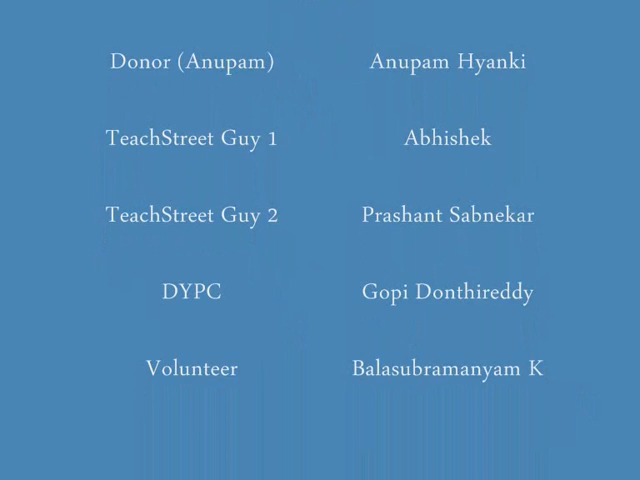 Donor (Anupam) Anupam Hyanki
TeachStreet Guy 1 Abhishek
TeachStreet Guy 2 Prashant Sabnekar
DYPC Gopi Donthireddy
Volunteer Balasubramanyam K